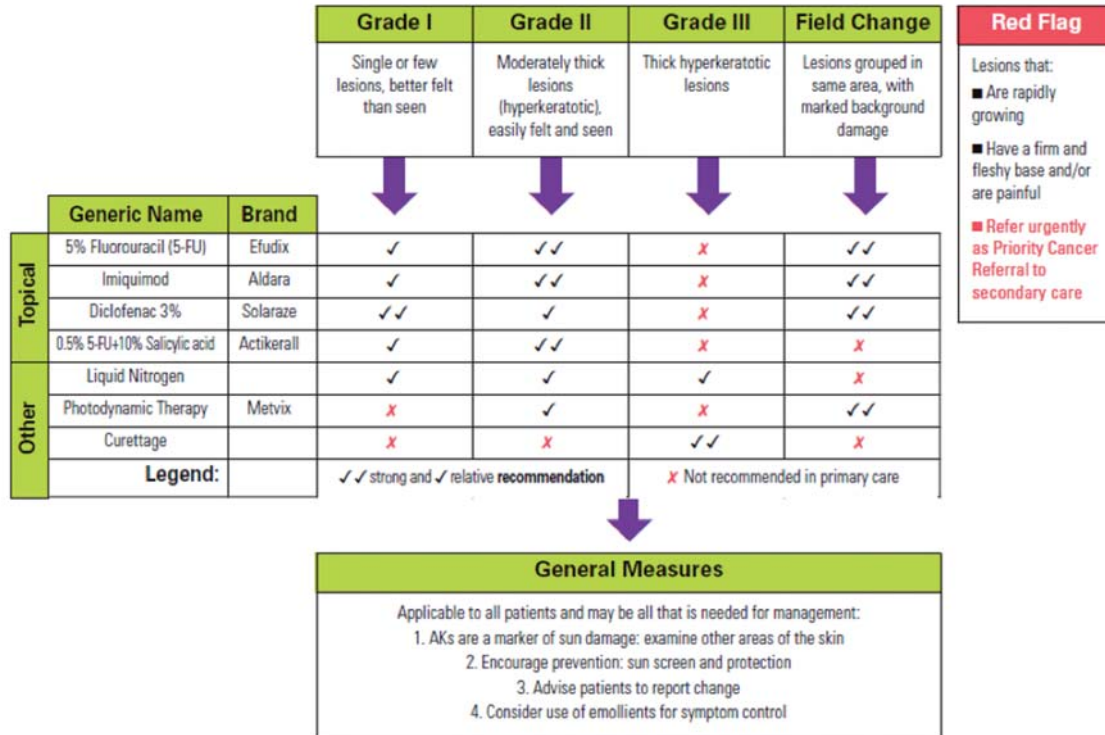 Grade I Grade II Grade III Field Change
Single or few lesions, better felt than seen
Moderately thick lesions (hyperkeratotic), easily felt and seen
Thick hyperkeratotic lesions
Lesions grouped in same area, with marked background damage
Red Flag
Lesions that:
■ Are rapidly
growing
■ Have a firm and
fleshy base and/or
are painful
■ Refer urgently
as Priority Cancer
Referral to
secondary care
Generic Name Brand
Topical
5% Fluorouracil (5-FU) Efudix ✓ ✓✓ ✗ ✓✓
Imiquimod Aldara ✓ ✓✓ ✗ ✓✓
Diclofenac 3% Solaraze ✓✓ ✓ ✗ ✓✓
0.5% 5-FU+10% Salicylic acid Actikerall ✓ ✓✓ ✗ ✗
Other
Liquid Nitrogen ✓ ✓ ✓ ✗
Photodynamic Therapy Metvix ✗ ✓ ✗ ✓✓
Curettage ✗ ✗ ✓✓ ✗
Legend: ✓✓ strong and ✓ relative recommendation ✗ Not recommended in primary care
General Measures
Applicable to all patients and may be all that is needed for management:
1. AKs are a marker of sun damage: examine other areas of the skin
2. Encourage prevention: sun screen and protection
3. Advise patients to report change
4. Consider use of emollients for symptom control